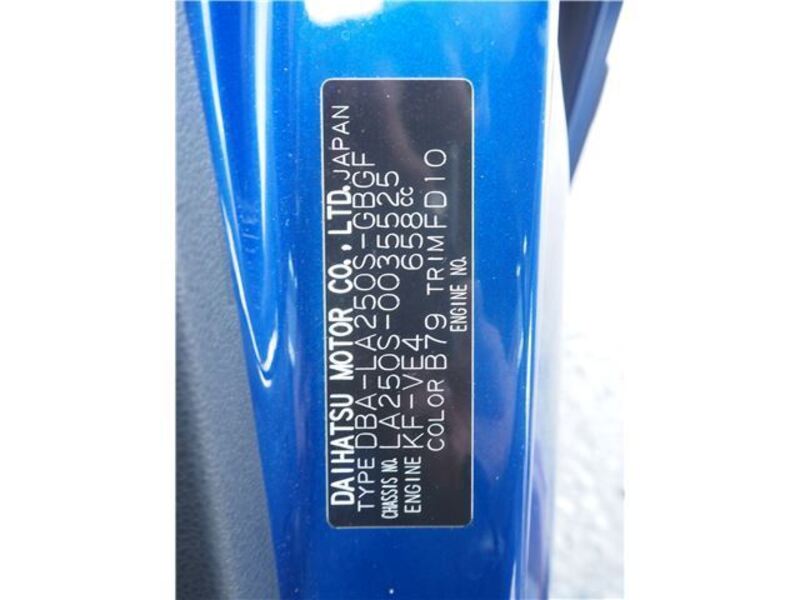 DAIHATSU MOTOR CO., LTD. JAPAN
TYPE DBA-LA250S-GBGF
CHASSIS NO. LA250S-0035525
ENGINE KF-VE4 658cc
COLOR B79 TRIM FD10
ENGINE NO.